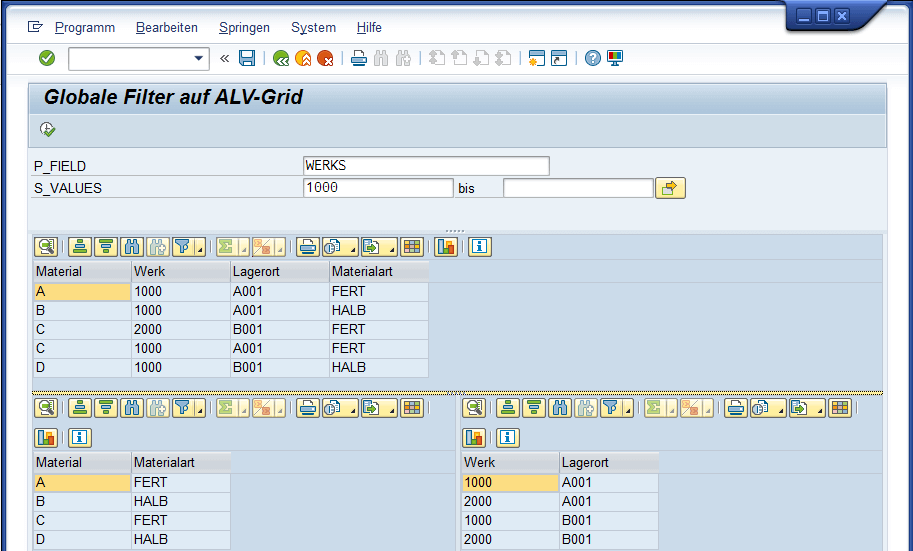 Programm Bearbeiten Springen System Hilfe
Globale Filter auf ALV-Grid
P_FIELD WERKS
S_VALUES 1000 bis
Material Werk Lagerort Materialart
A 1000 A001 FERT
B 1000 A001 HALB
C 2000 B001 FERT
C 1000 A001 FERT
D 1000 B001 HALB
Material Materialart
A FERT
B HALB
C FERT
D HALB
Werk Lagerort
1000 A001
2000 A001
1000 B001
2000 B001